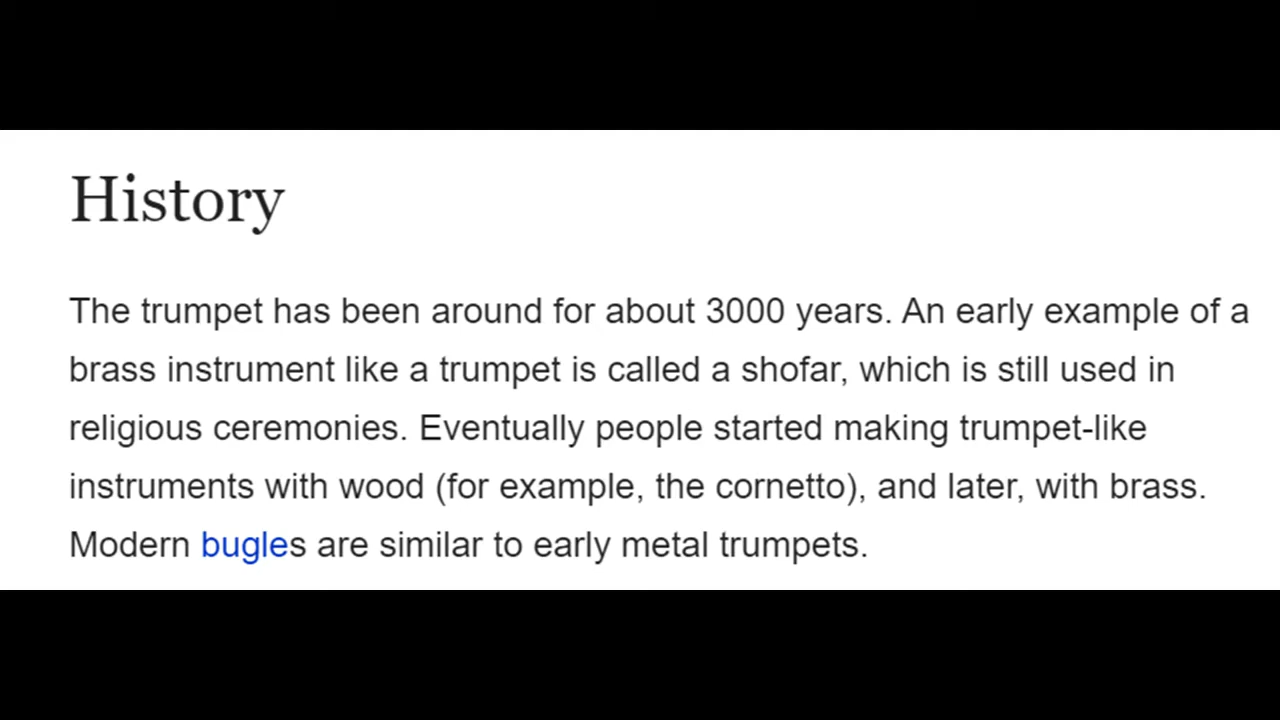 History
The trumpet has been around for about 3000 years. An early example of a
brass instrument like a trumpet is called a shofar, which is still used in
religious ceremonies. Eventually people started making trumpet-like
instruments with wood (for example, the cornetto), and later, with brass.
Modern bugles are similar to early metal trumpets.